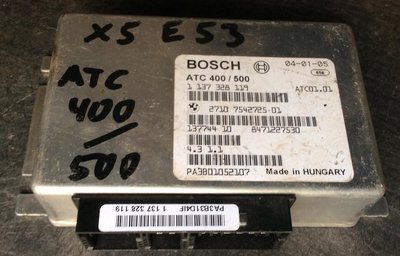 X5 E53
ATC
400/
500
BOSCH
04-01-05
ATC 400 / 500
1 137 328 119
ATC01.01
2710 7542725-01
137744 10 8471227530
4.3 1.1
PA3801052107
Made in HUNGARY
PA3B31D4IF
1 137 328 119